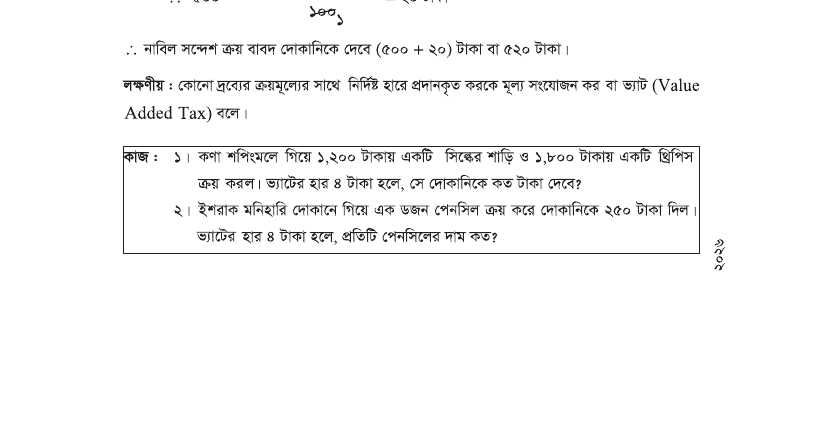 ১০০১
∴ নাবিল সন্দেশ ক্রয় বাবদ দোকানিকে দেবে (৫০০ + ২০) টাকা বা ৫২০ টাকা।
লক্ষণীয় : কোনো দ্রব্যের ক্রয়মূল্যের সাথে নির্দিষ্ট হারে প্রদানকৃত করকে মূল্য সংযোজন কর বা ভ্যাট (Value
Added Tax) বলে।
কাজ : ১। কণা শপিংমলে গিয়ে ১,২০০ টাকায় একটি সিল্কের শাড়ি ও ১,৮০০ টাকায় একটি থ্রিপিস
ক্রয় করল। ভ্যাটের হার ৪ টাকা হলে, সে দোকানিকে কত টাকা দেবে?
২। ইশরাক মনিহারি দোকানে গিয়ে এক ডজন পেনসিল ক্রয় করে দোকানিকে ২৫০ টাকা দিল।
ভ্যাটের হার ৪ টাকা হলে, প্রতিটি পেনসিলের দাম কত?
২০২৬